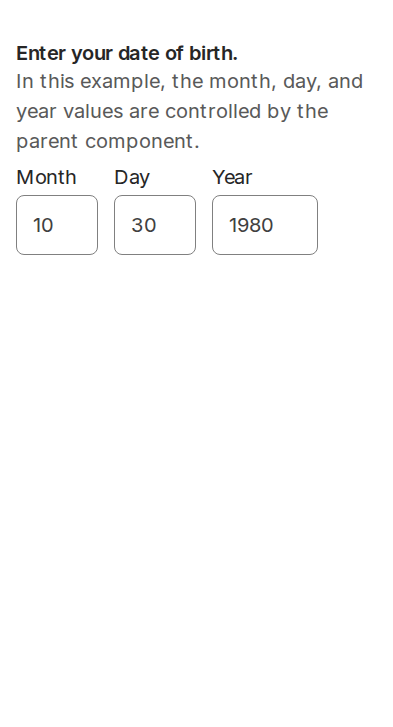 Enter your date of birth.
In this example, the month, day, and
year values are controlled by the
parent component.
Month Day Year
10 30 1980